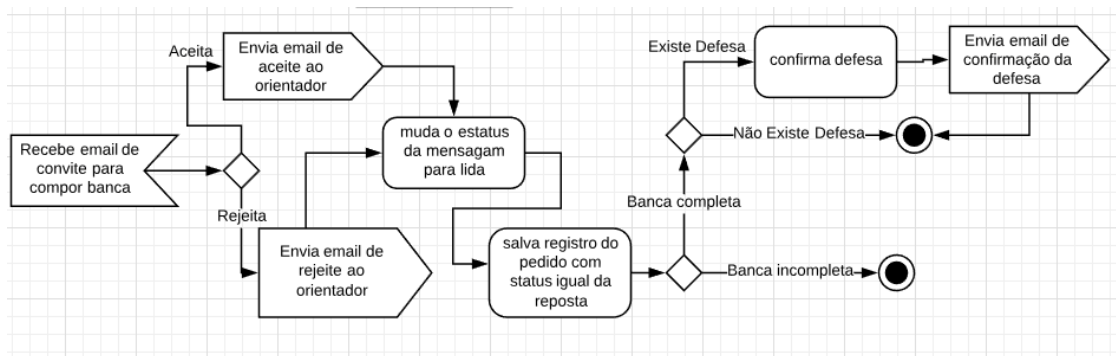 Recebe email de
convite para
compor banca
Aceita
Envia email de
aceite ao
orientador
Rejeita
Envia email de
rejeite ao
orientador
muda o estatus
da mensagam
para lida
salva registro do
pedido com
status igual da
reposta
Banca completa
Banca incompleta
Existe Defesa
Não Existe Defesa
confirma defesa
Envia email de
confirmação da
defesa